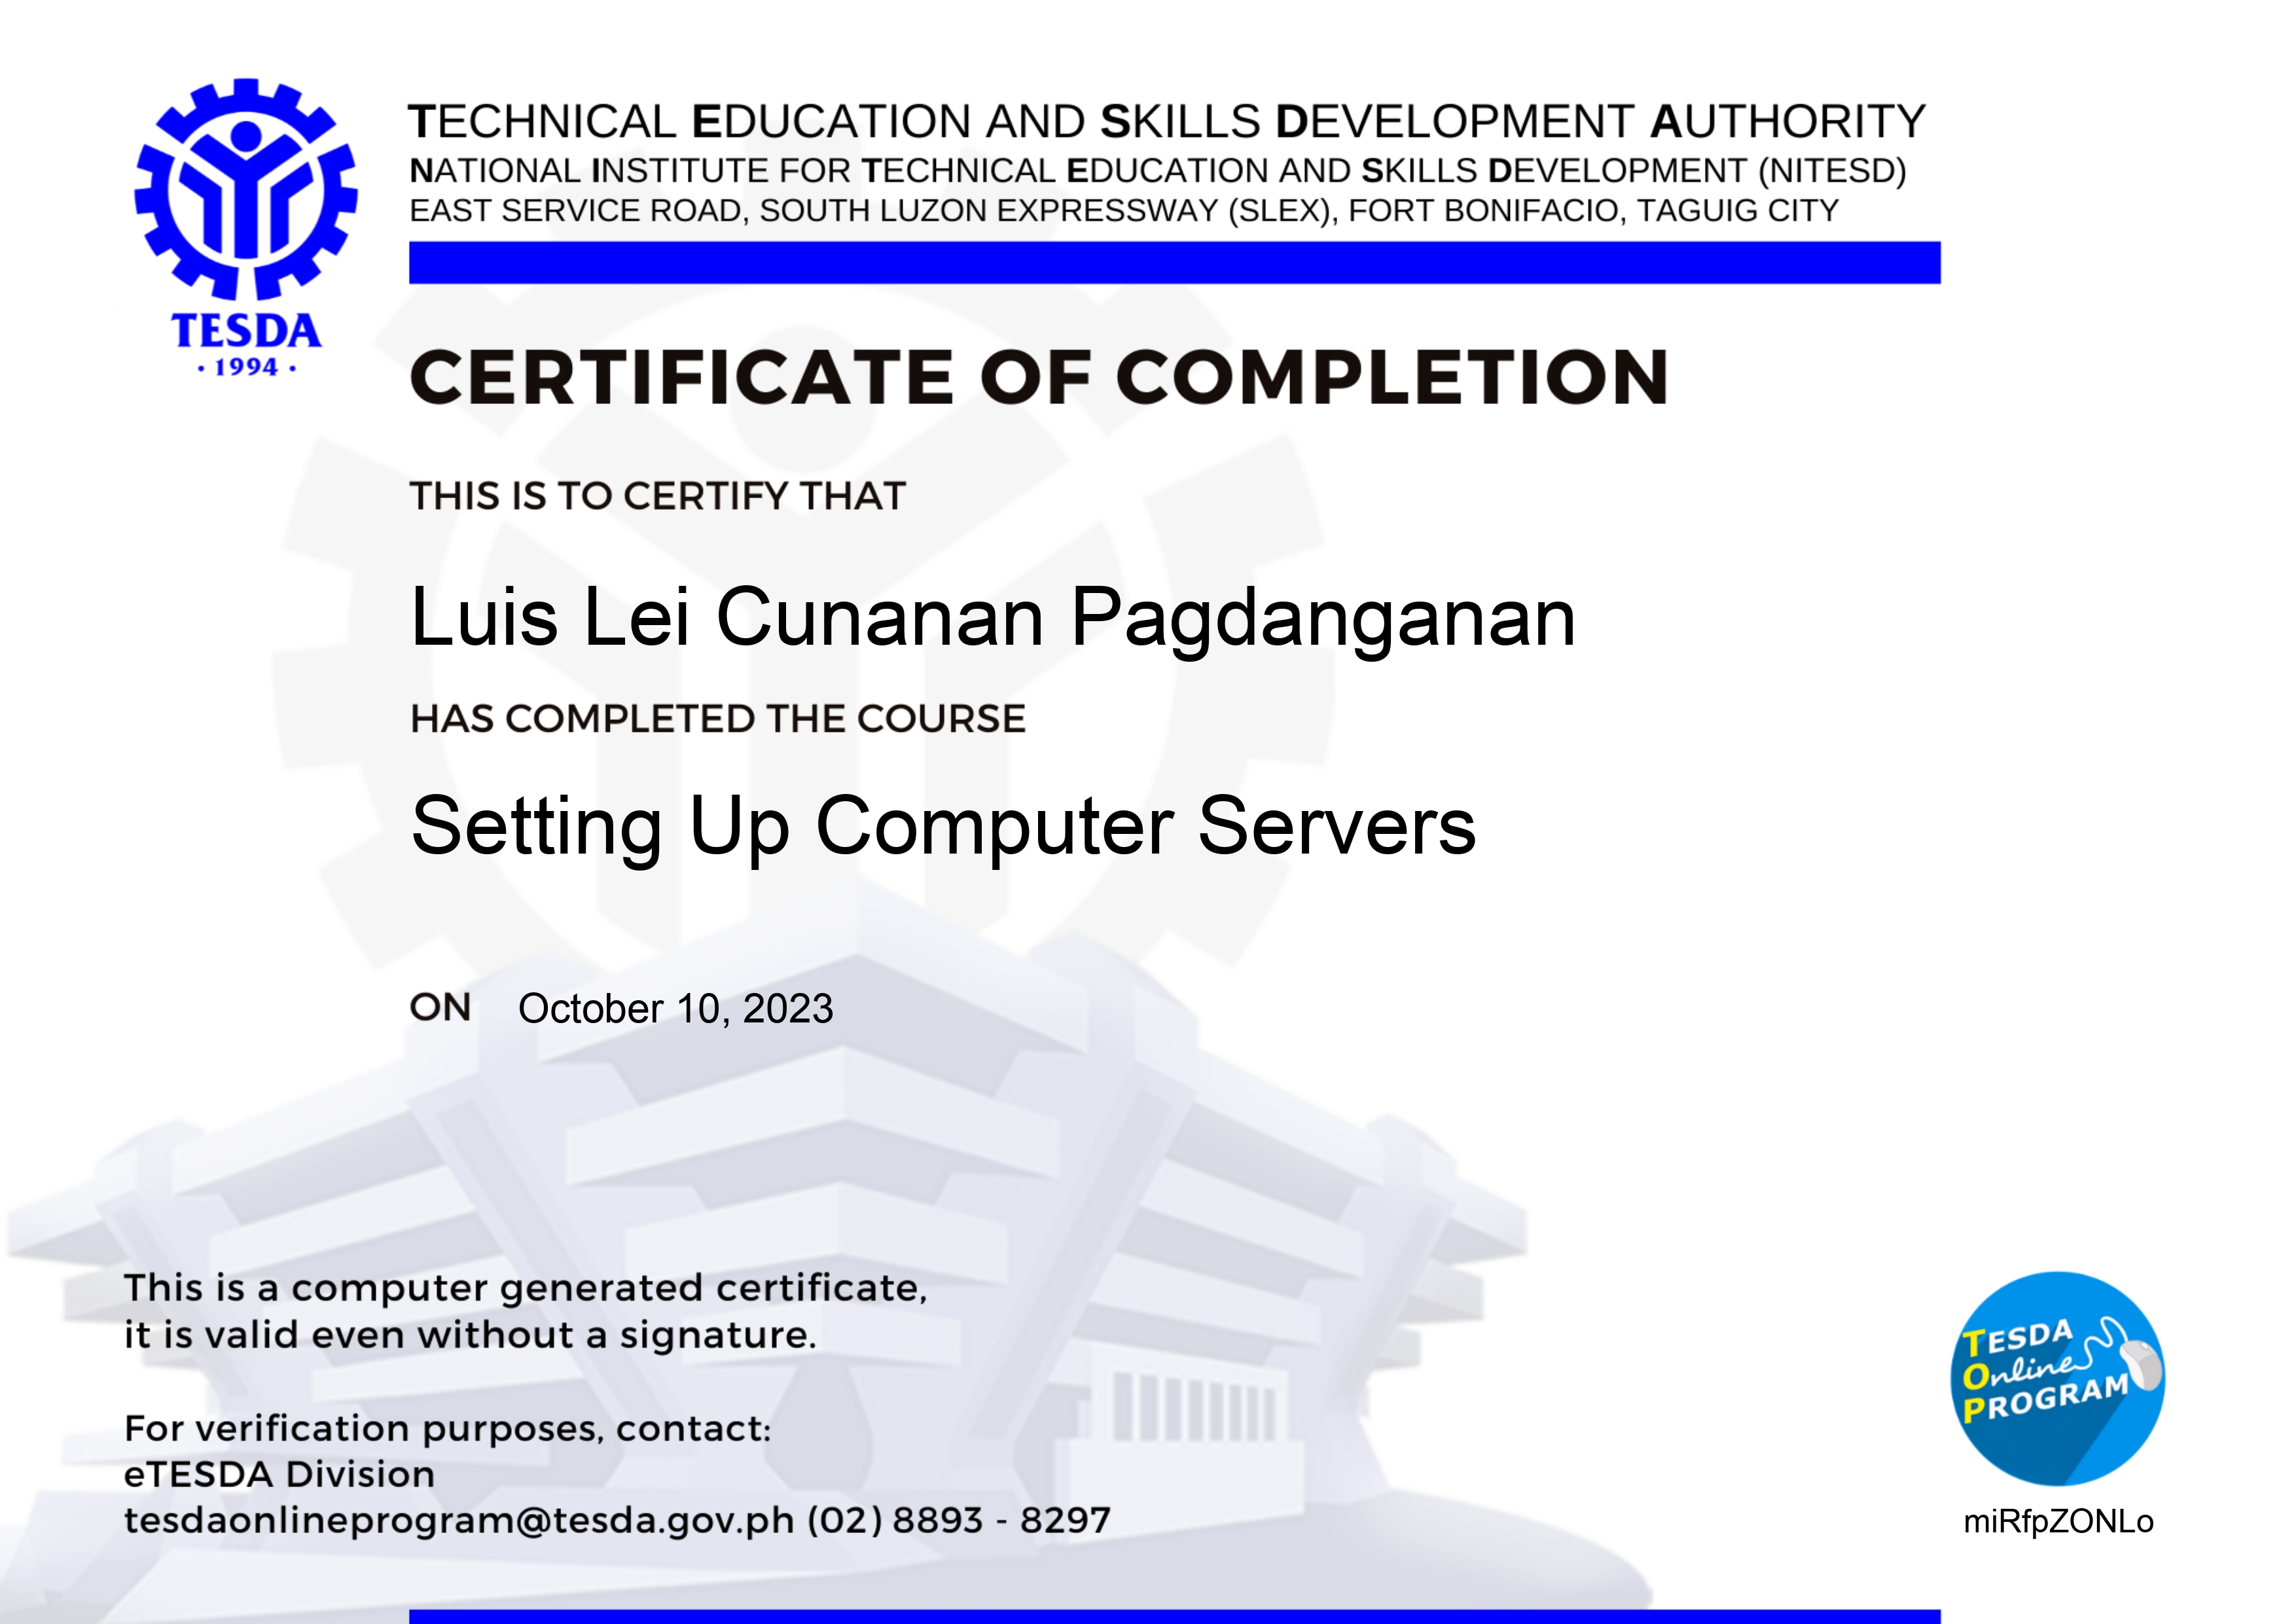 TECHNICAL EDUCATION AND SKILLS DEVELOPMENT AUTHORITY
NATIONAL INSTITUTE FOR TECHNICAL EDUCATION AND SKILLS DEVELOPMENT (NITESD)
EAST SERVICE ROAD, SOUTH LUZON EXPRESSWAY (SLEX), FORT BONIFACIO, TAGUIG CITY
TESDA
· 1994 ·
CERTIFICATE OF COMPLETION
THIS IS TO CERTIFY THAT
Luis Lei Cunanan Pagdanganan
HAS COMPLETED THE COURSE
Setting Up Computer Servers
ON October 10, 2023
This is a computer generated certificate,
it is valid even without a signature.
For verification purposes, contact:
eTESDA Division
tesdaonlineprogram@tesda.gov.ph (02) 8893 - 8297
TESDA
Online
PROGRAM
miRfpZONLo